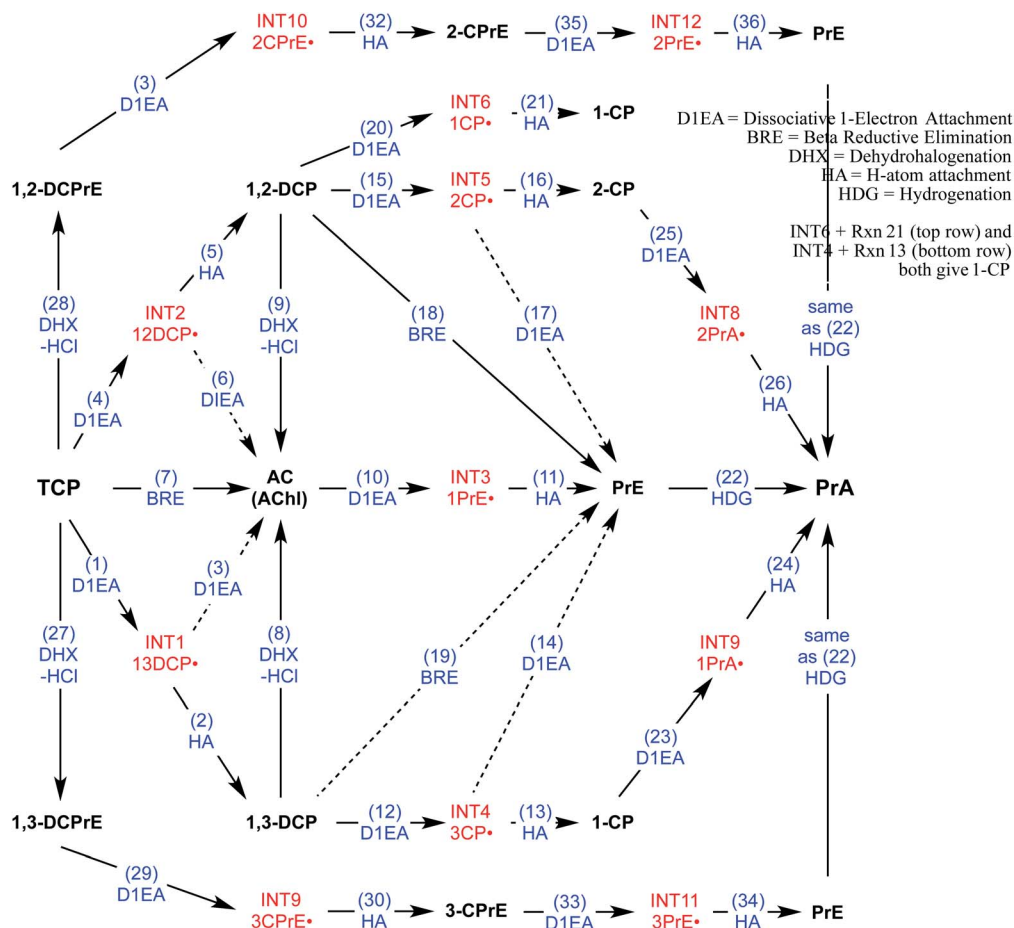 INT10
2CPrE•
(32)
HA
2-CPrE
(35)
D1EA
INT12
2PrE•
(36)
HA
PrE
(3)
D1EA
INT6
1CP•
(21)
HA
1-CP
(20)
D1EA
D1EA = Dissociative 1-Electron Attachment
BRE = Beta Reductive Elimination
DHX = Dehydrohalogenation
HA = H-atom attachment
HDG = Hydrogenation
INT6 + Rxn 21 (top row) and
INT4 + Rxn 13 (bottom row)
both give 1-CP
1,2-DCPrE
1,2-DCP
(15)
D1EA
INT5
2CP•
(16)
HA
2-CP
(25)
D1EA
(5)
HA
(28)
DHX
-HCl
INT2
12DCP•
(9)
DHX
-HCl
(18)
BRE
(17)
D1EA
INT8
2PrA•
same
as (22)
HDG
(4)
D1EA
(6)
DIEA
(26)
HA
TCP
(7)
BRE
AC
(AChl)
(10)
D1EA
INT3
1PrE•
(11)
HA
PrE
(22)
HDG
PrA
(1)
D1EA
(3)
D1EA
(24)
HA
(27)
DHX
-HCl
INT1
13DCP•
(8)
DHX
-HCl
(19)
BRE
(14)
D1EA
INT9
1PrA•
same
as (22)
HDG
(2)
HA
(23)
D1EA
1,3-DCPrE
1,3-DCP
(12)
D1EA
INT4
3CP•
(13)
HA
1-CP
(29)
D1EA
INT9
3CPrE•
(30)
HA
3-CPrE
(33)
D1EA
INT11
3PrE•
(34)
HA
PrE